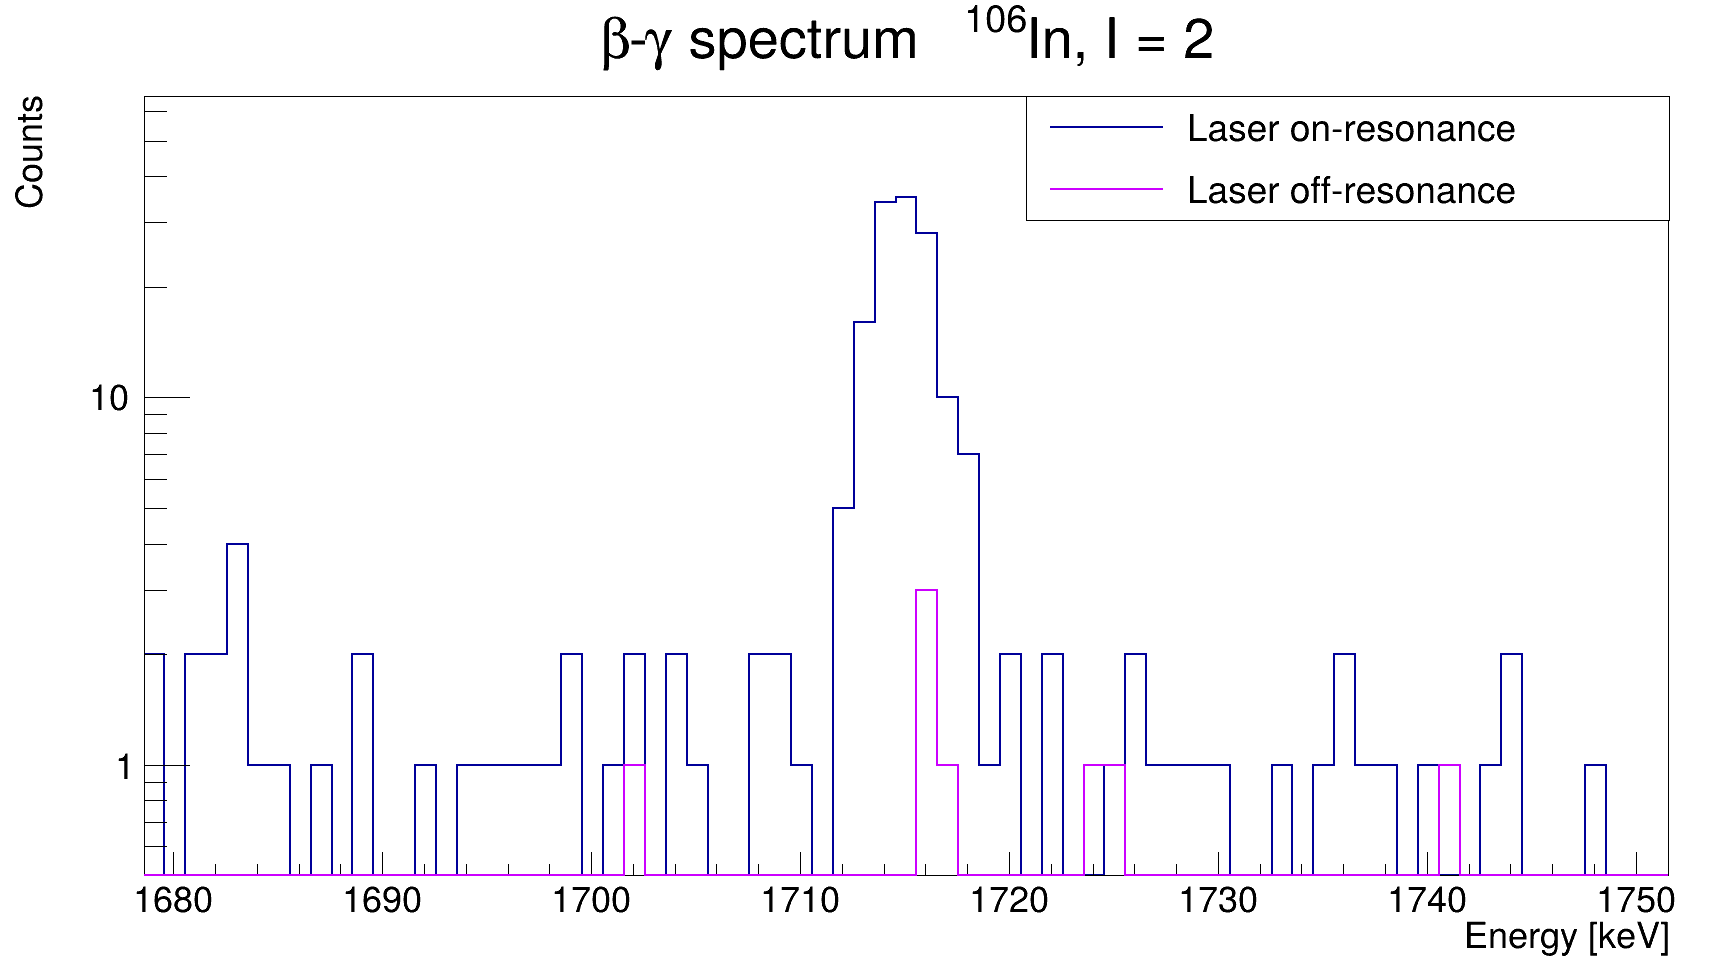 β-γ spectrum ¹⁰⁶In, I = 2
Counts
Laser on-resonance
Laser off-resonance
10
1
1680 1690 1700 1710 1720 1730 1740 1750
Energy [keV]